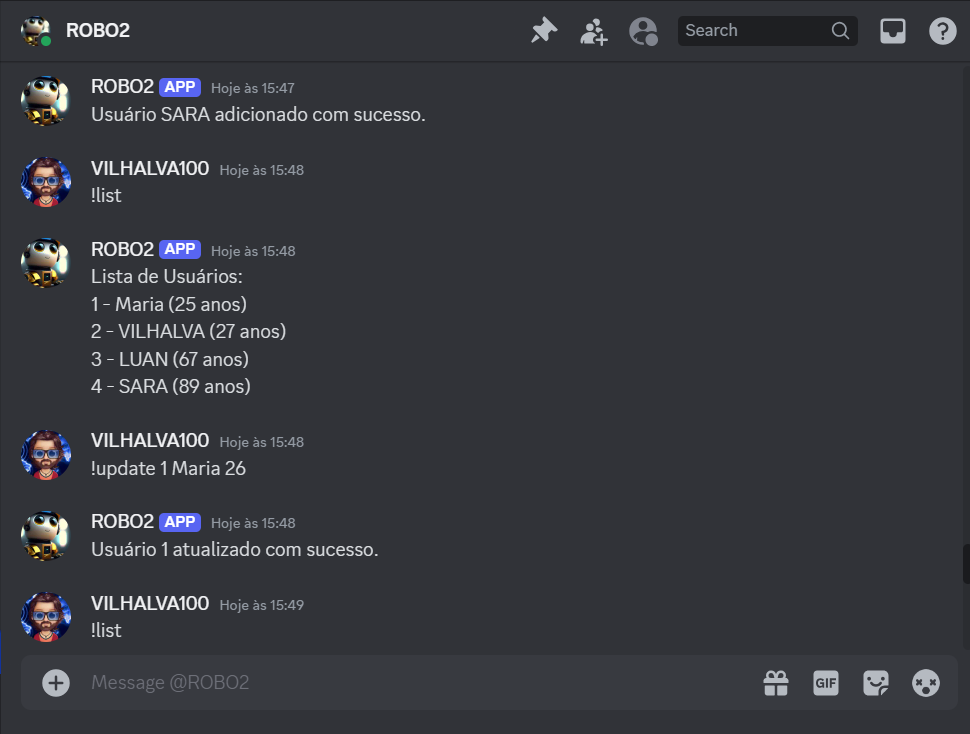 ROBO2
Search
ROBO2 APP Hoje às 15:47
Usuário SARA adicionado com sucesso.
VILHALVA100 Hoje às 15:48
!list
ROBO2 APP Hoje às 15:48
Lista de Usuários:
1 - Maria (25 anos)
2 - VILHALVA (27 anos)
3 - LUAN (67 anos)
4 - SARA (89 anos)
VILHALVA100 Hoje às 15:48
!update 1 Maria 26
ROBO2 APP Hoje às 15:48
Usuário 1 atualizado com sucesso.
VILHALVA100 Hoje às 15:49
!list
Message @ROBO2
GIF